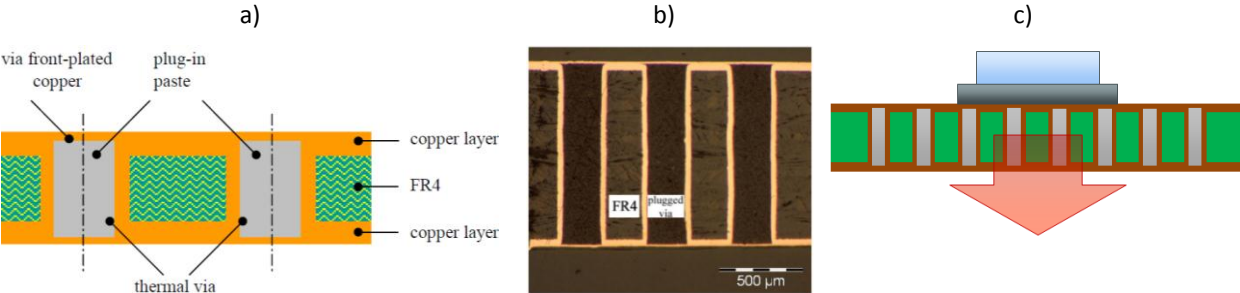 a)
via front-plated
copper
plug-in
paste
copper layer
FR4
copper layer
thermal via
b)
FR4
plugged
via
500 µm
c)